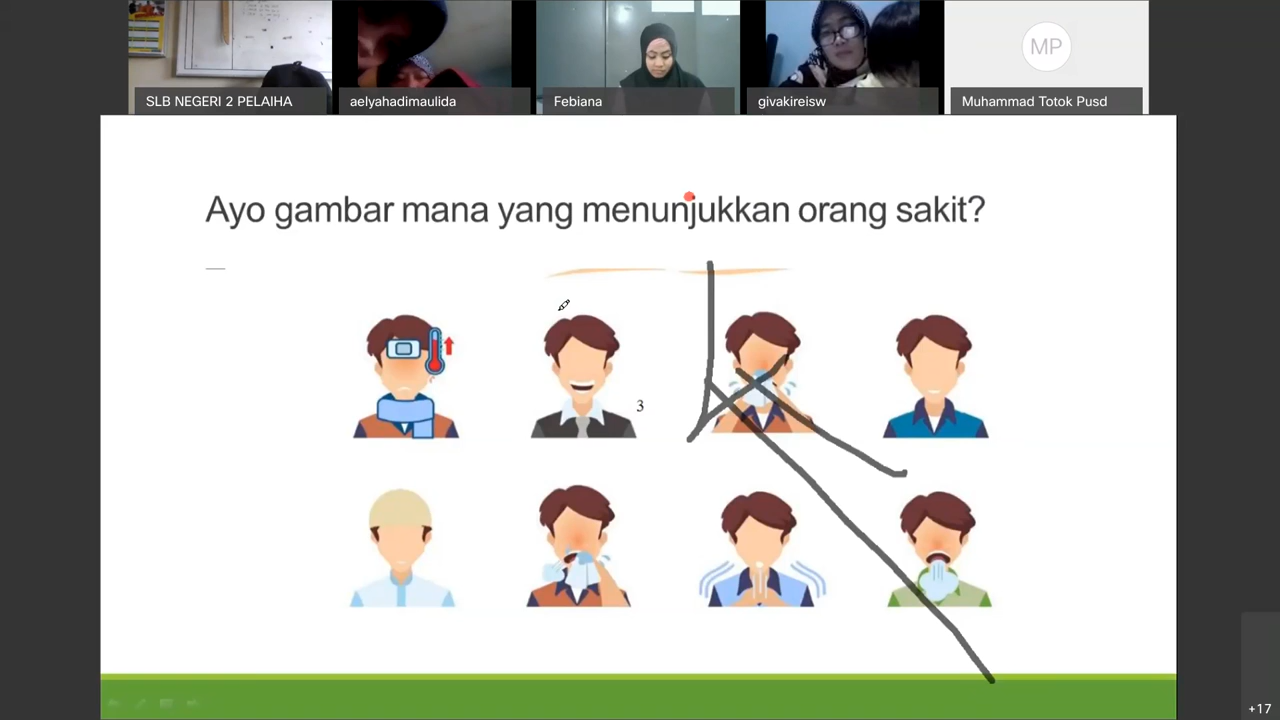 SLB NEGERI 2 PELAIHA
aelyahadimaulida
Febiana
givakireisw
MP
Muhammad Totok Pusd
Ayo gambar mana yang menunjukkan orang sakit?
3
+17